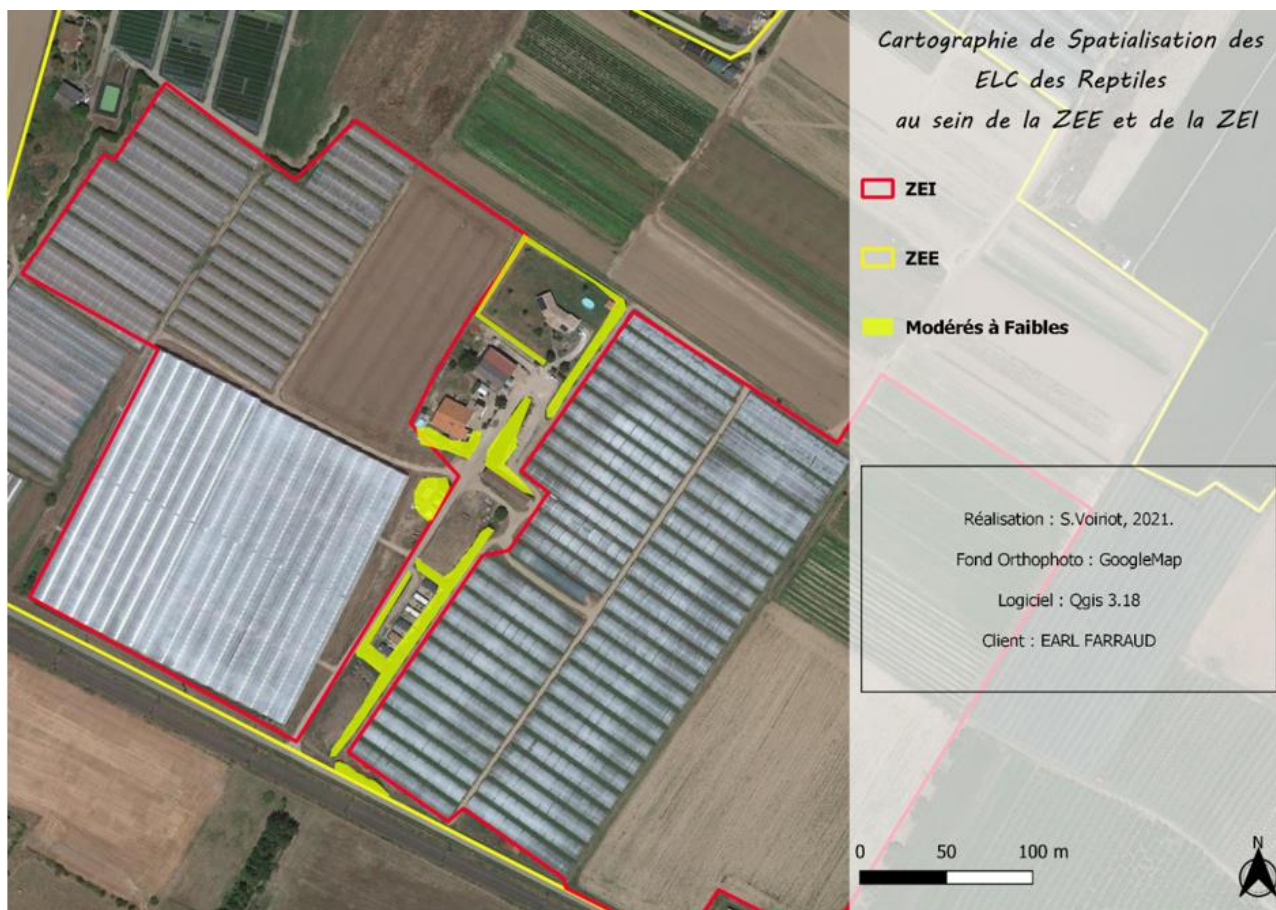 Cartographie de Spatialisation des
ELC des Reptiles
au sein de la ZEE et de la ZEI
ZEI
ZEE
Modérés à Faibles
Réalisation : S.Voiriot, 2021.
Fond Orthophoto : GoogleMap
Logiciel : Qgis 3.18
Client : EARL FARRAUD
0 50 100 m
N